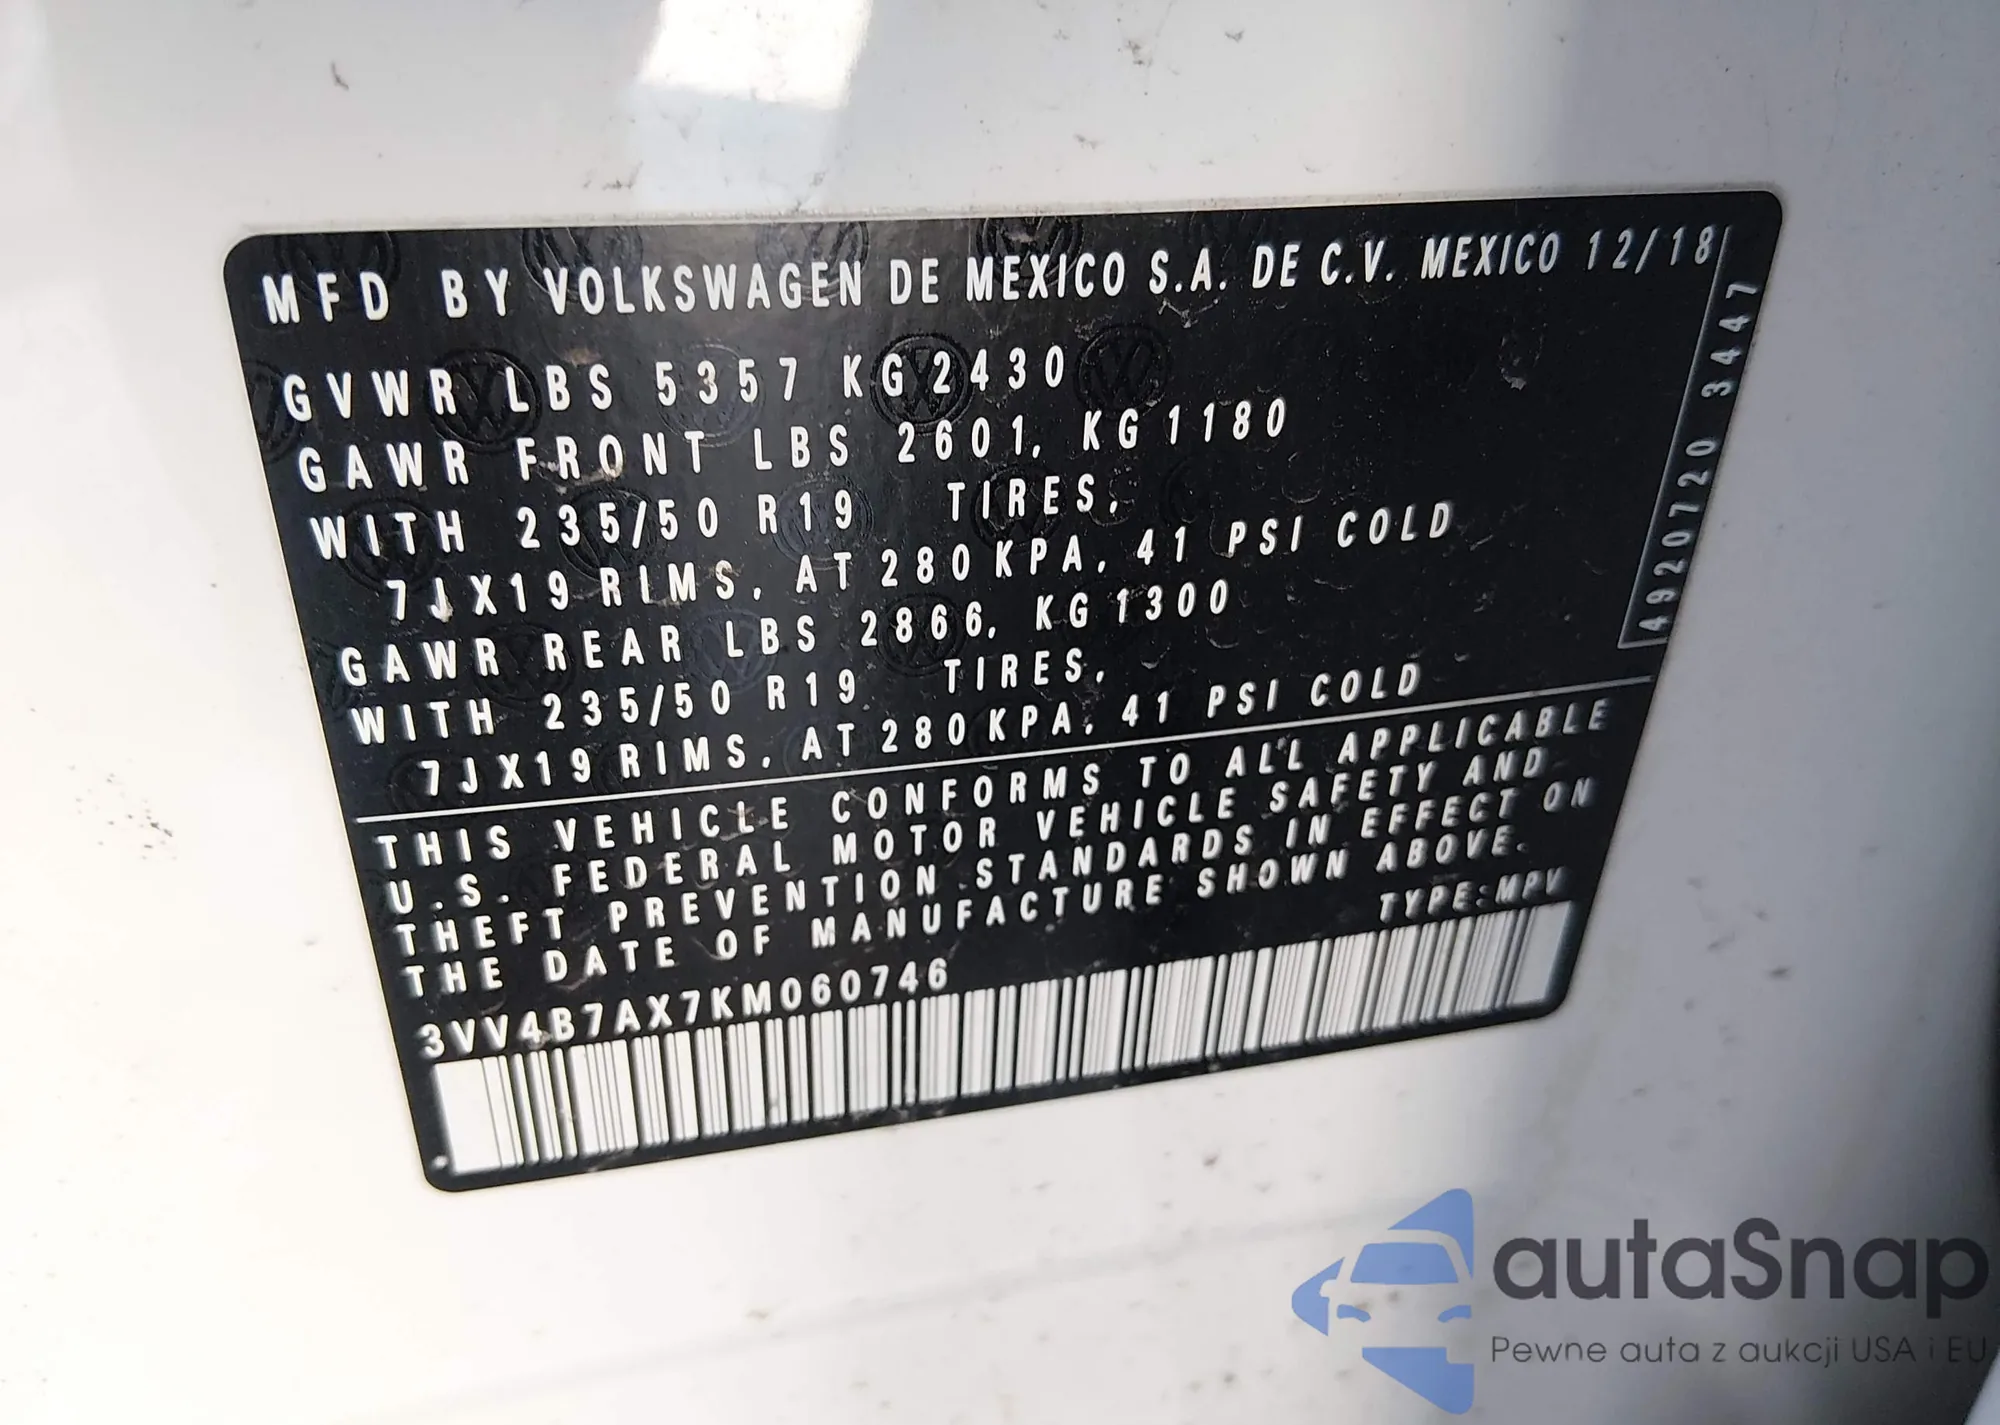 MFD BY VOLKSWAGEN DE MEXICO S.A. DE C.V. MEXICO 12/18
GVWR LBS 5357 KG 2430
GAWR FRONT LBS 2601, KG 1180
WITH 235/50 R19 TIRES,
7JX19 RIMS, AT 280 KPA, 41 PSI COLD
GAWR REAR LBS 2866, KG 1300
WITH 235/50 R19 TIRES,
7JX19 RIMS, AT 280 KPA, 41 PSI COLD
4920720 3447
THIS VEHICLE CONFORMS TO ALL APPLICABLE
U.S. FEDERAL MOTOR VEHICLE SAFETY AND
THEFT PREVENTION STANDARDS IN EFFECT ON
THE DATE OF MANUFACTURE SHOWN ABOVE.
TYPE:MPV
3VV4B7AX7KM060746
autaSnap
Pewne auta z aukcji USA i EU